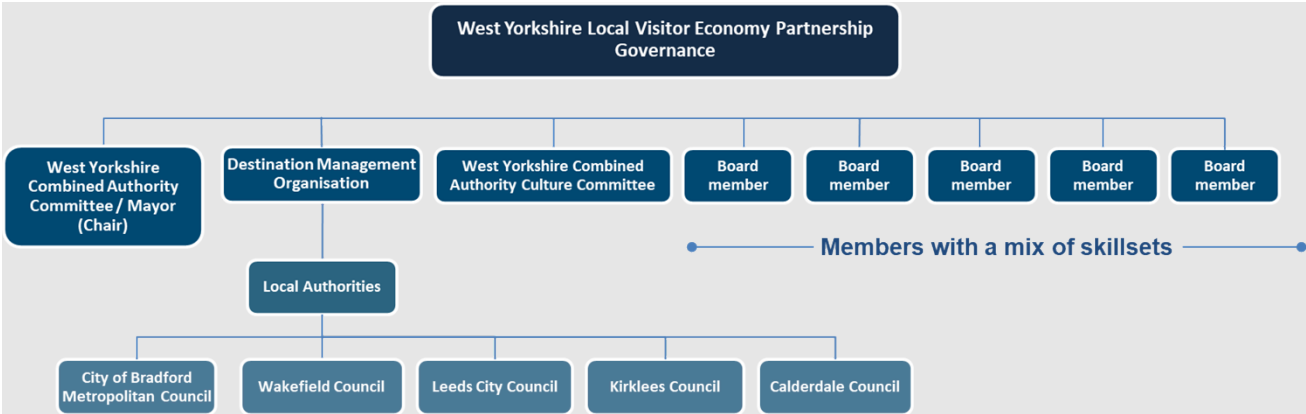 West Yorkshire Local Visitor Economy Partnership
Governance
West Yorkshire
Combined Authority
Committee / Mayor
(Chair)
Destination Management
Organisation
West Yorkshire Combined
Authority Culture Committee
Board
member
Board
member
Board
member
Board
member
Board
member
Members with a mix of skillsets
Local Authorities
City of Bradford
Metropolitan Council
Wakefield Council
Leeds City Council
Kirklees Council
Calderdale Council